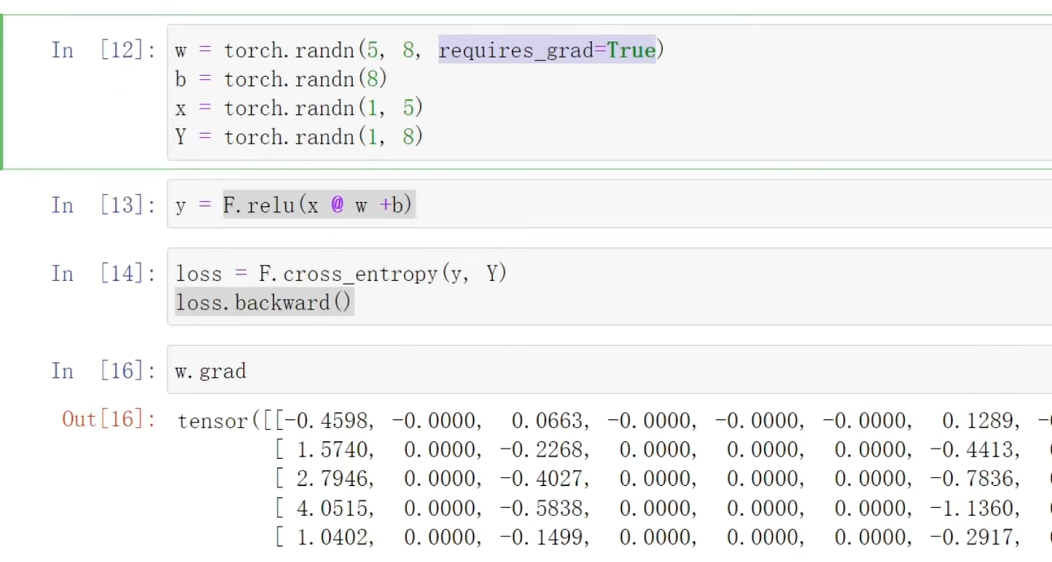 In [12]: w = torch.randn(5, 8, requires_grad=True)
b = torch.randn(8)
x = torch.randn(1, 5)
Y = torch.randn(1, 8)
In [13]: y = F.relu(x @ w +b)
In [14]: loss = F.cross_entropy(y, Y)
loss.backward()
In [16]: w.grad
Out[16]: tensor([[-0.4598, -0.0000, 0.0663, -0.0000, -0.0000, -0.0000, 0.1289,
[ 1.5740, 0.0000, -0.2268, 0.0000, 0.0000, 0.0000, -0.4413,
[ 2.7946, 0.0000, -0.4027, 0.0000, 0.0000, 0.0000, -0.7836,
[ 4.0515, 0.0000, -0.5838, 0.0000, 0.0000, 0.0000, -1.1360,
[ 1.0402, 0.0000, -0.1499, 0.0000, 0.0000, 0.0000, -0.2917,